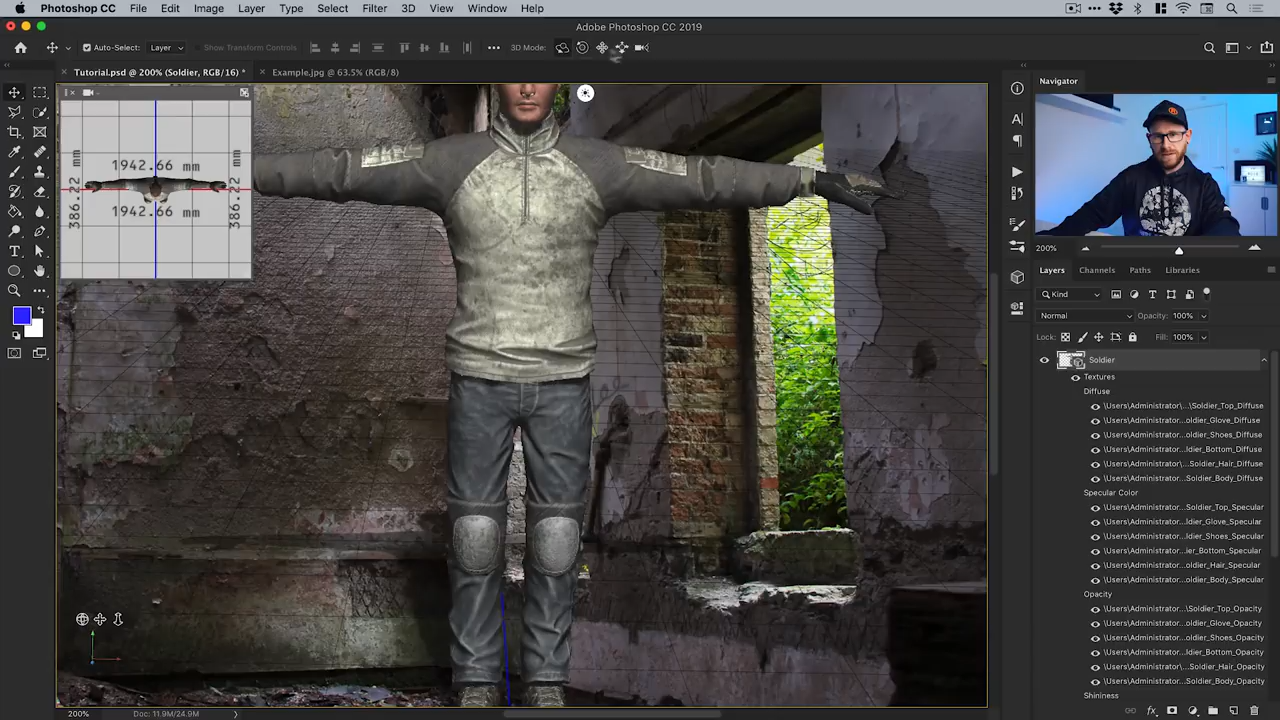 Photoshop CC File Edit Image Layer Type Select Filter 3D View Window Help
Adobe Photoshop CC 2019
Auto-Select: Layer Show Transform Controls 3D Mode:
Tutorial.psd @ 200% (Soldier, RGB/16) * Example.jpg @ 63.5% (RGB/8)
Navigator
1942.66 mm
386.22 mm
386.22 mm
1942.66 mm
200%
Layers Channels Paths Libraries
Kind
Normal Opacity: 100%
Lock: Fill: 100%
Soldier
Textures
Diffuse
\Users\Administrator...\Soldier_Top_Diffuse
\Users\Administrator...oldier_Glove_Diffuse
\Users\Administrator...oldier_Shoes_Diffuse
\Users\Administrator...ldier_Bottom_Diffuse
\Users\Administrator...Soldier_Hair_Diffuse
\Users\Administrator...Soldier_Body_Diffuse
Specular Color
\Users\Administrator...Soldier_Top_Specular
\Users\Administrator...ldier_Glove_Specular
\Users\Administrator...ldier_Shoes_Specular
\Users\Administrator...ier_Bottom_Specular
\Users\Administrator...oldier_Hair_Specular
\Users\Administrator...oldier_Body_Specular
Opacity
\Users\Administrator...\Soldier_Top_Opacity
\Users\Administrator...oldier_Glove_Opacity
\Users\Administrator...oldier_Shoes_Opacity
\Users\Administrator...ldier_Bottom_Opacity
\Users\Administrator...Soldier_Hair_Opacity
\Users\Administrator...Soldier_Body_Opacity
Shininess
200% Doc: 11.9M/24.9M